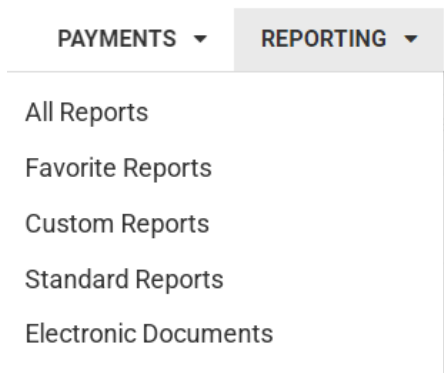 PAYMENTS REPORTING
All Reports
Favorite Reports
Custom Reports
Standard Reports
Electronic Documents